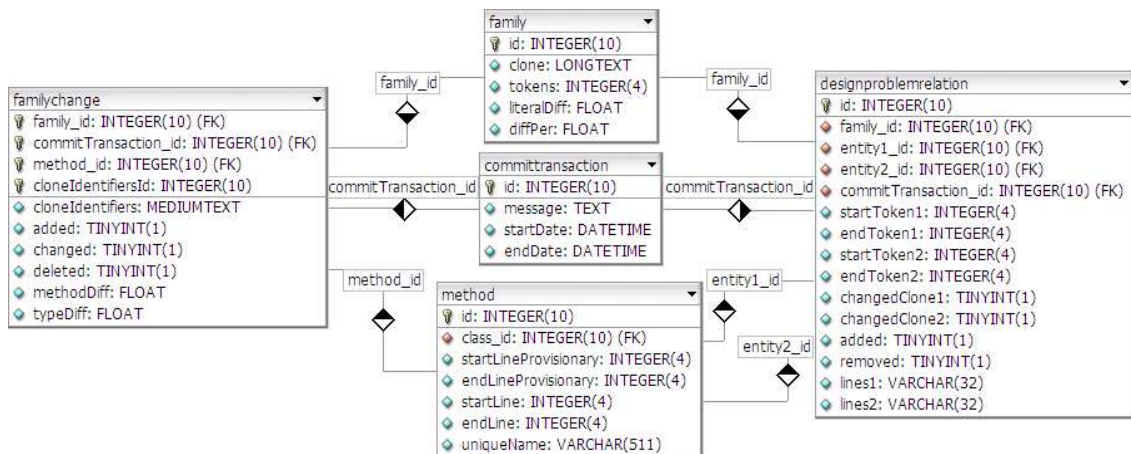 family
id: INTEGER(10)
clone: LONGTEXT
tokens: INTEGER(4)
literalDiff: FLOAT
diffPer: FLOAT
family_id
family_id
familychange
family_id: INTEGER(10) (FK)
commitTransaction_id: INTEGER(10) (FK)
method_id: INTEGER(10) (FK)
cloneIdentifiersId: INTEGER(10)
cloneIdentifiers: MEDIUMTEXT
added: TINYINT(1)
changed: TINYINT(1)
deleted: TINYINT(1)
methodDiff: FLOAT
typeDiff: FLOAT
commitTransaction_id
committransaction
id: INTEGER(10)
message: TEXT
startDate: DATETIME
endDate: DATETIME
commitTransaction_id
designproblemrelation
id: INTEGER(10)
family_id: INTEGER(10) (FK)
entity1_id: INTEGER(10) (FK)
entity2_id: INTEGER(10) (FK)
commitTransaction_id: INTEGER(10) (FK)
startToken1: INTEGER(4)
endToken1: INTEGER(4)
startToken2: INTEGER(4)
endToken2: INTEGER(4)
changedClone1: TINYINT(1)
changedClone2: TINYINT(1)
added: TINYINT(1)
removed: TINYINT(1)
lines1: VARCHAR(32)
lines2: VARCHAR(32)
method_id
method
id: INTEGER(10)
class_id: INTEGER(10) (FK)
startLineProvisionary: INTEGER(4)
endLineProvisionary: INTEGER(4)
startLine: INTEGER(4)
endLine: INTEGER(4)
uniqueName: VARCHAR(511)
entity1_id
entity2_id